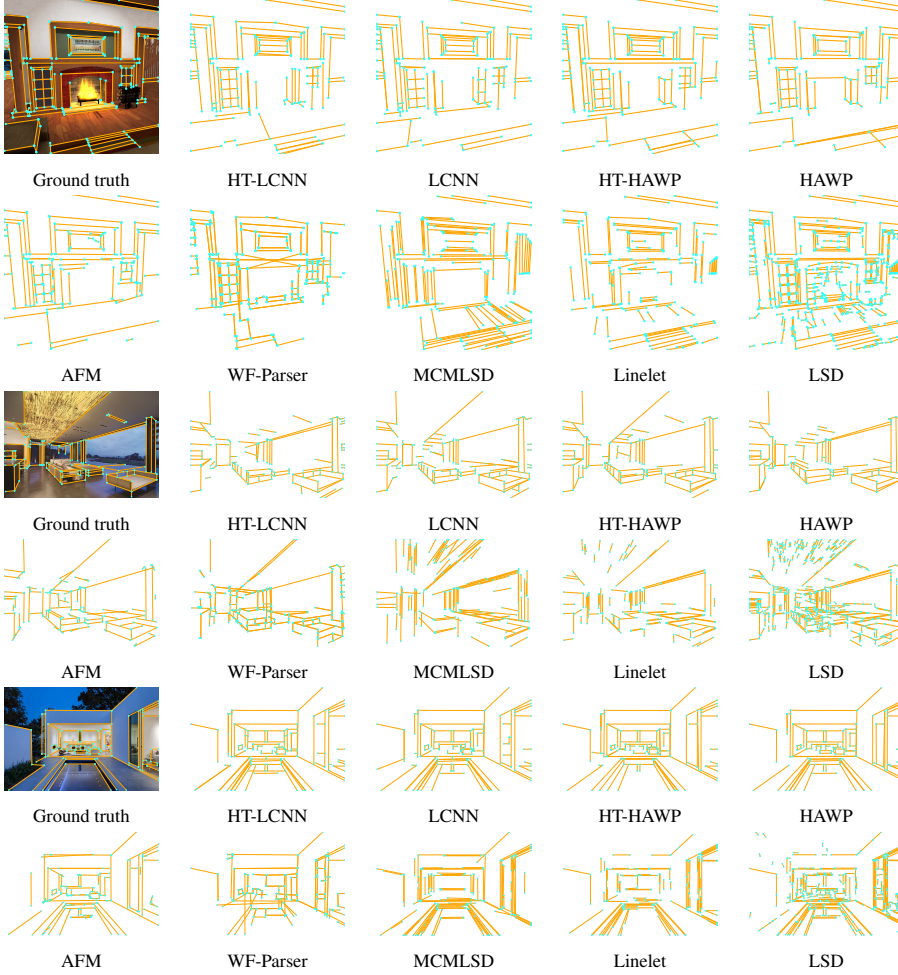 Ground truth HT-LCNN LCNN HT-HAWP HAWP
AFM WF-Parser MCMLSD Linelet LSD
Ground truth HT-LCNN LCNN HT-HAWP HAWP
AFM WF-Parser MCMLSD Linelet LSD
Ground truth HT-LCNN LCNN HT-HAWP HAWP
AFM WF-Parser MCMLSD Linelet LSD